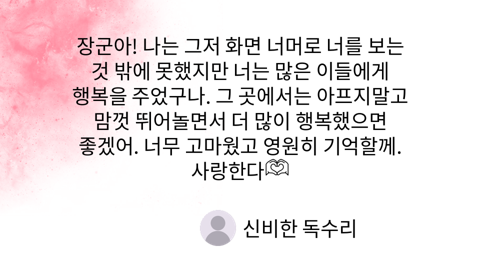 장군아! 나는 그저 화면 너머로 너를 보는
것 밖에 못했지만 너는 많은 이들에게
행복을 주었구나. 그 곳에서는 아프지말고
맘껏 뛰어놀면서 더 많이 행복했으면
좋겠어. 너무 고마웠고 영원히 기억할께.
사랑한다🫶
신비한 독수리